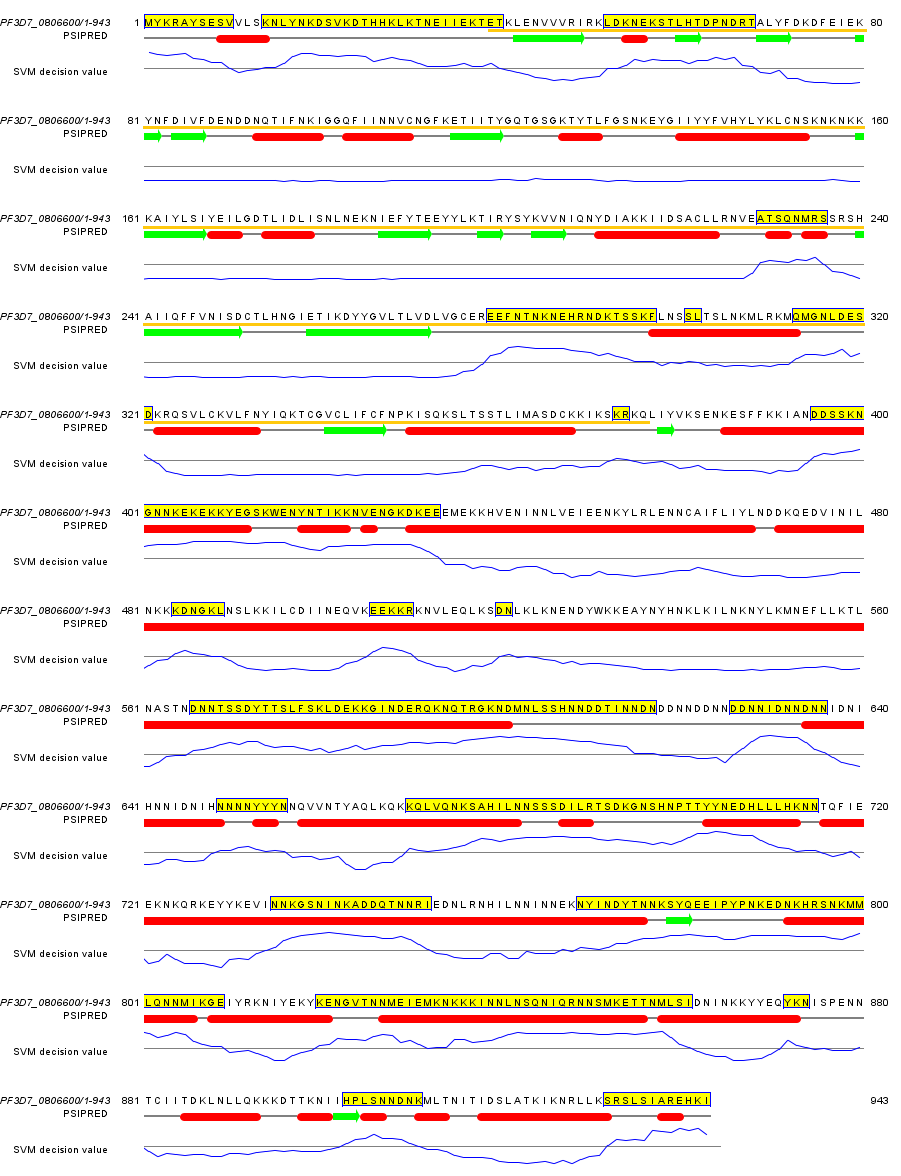 PF3D7_0806600/1-943 1 MYKRAYSESVVLSKNLYNKDSVKDTHHKLKTNEIIEKTETKLENVVVRIRKLDKNEKSTLHTDPNDRTALYFDKDFEIEK 80
PSIPRED
SVM decision value
PF3D7_0806600/1-943 81 YNFDIVFDENDDNQTIFNKIGGQFIINNVCNGFKETIITYGQTGSGKTYTLFGSNKEYGIIYYFVHYLYKLCNSKNKNKK 160
PSIPRED
SVM decision value
PF3D7_0806600/1-943 161 KAIYLSIYEILGDTLIDLISNLNEKNIEFYTEEYYLKTIRYSYKVVNIQNYDIAKKIIDSACLLRNVEATSQNMRSSRSH 240
PSIPRED
SVM decision value
PF3D7_0806600/1-943 241 AIIQFFVNISDCTLHNGIETIKDYYGVLTLVDLVGCEREEFNTNKNEHRNDKTSSKFLNSSLTSLNKMLRKMQMGNLDES 320
PSIPRED
SVM decision value
PF3D7_0806600/1-943 321 DKRQSVLCKVLFNYIQKTCGVCLIFCFNPKISQKSLTSSTLIMASDCKKIKSKRKQLIYVKSENKESFFKKIANDDSSKN 400
PSIPRED
SVM decision value
PF3D7_0806600/1-943 401 GNNKEKEKKYEGSKWENYNTIKKNVENGKDKEEEMEKKHVENINNLVEIEENKYLRLENNCAIFLIYLNDDKQEDVINIL 480
PSIPRED
SVM decision value
PF3D7_0806600/1-943 481 NKKKDNGKLNSLKKILCDIINEQVKEEKKRKNVLEQLKSDNLKLKNENDYWKKEAYNYHNKLKILNKNYLKMNEFLLKTL 560
PSIPRED
SVM decision value
PF3D7_0806600/1-943 561 NASTNDNNTSSDYTTSLFSKLDEKKGINDERQKNQTRGKNDMNLSSHNNDDTINNDNDDNNDDNNDDNNIDNNDNNIDNI 640
PSIPRED
SVM decision value
PF3D7_0806600/1-943 641 HNNIDNIHNNNNYYYNNQVVNTYAQLKQKKQLVQNKSAHILNNSSSDILRTSDKGNSHNPTTYYNEDHLLLHKNNTQFIE 720
PSIPRED
SVM decision value
PF3D7_0806600/1-943 721 EKNKQRKEYYKEVINNKGSNINKADDQTNNRIEDNLRNHILNNINNEKNYINDYTNNKSYQEEIPYPNKEDNKHRSNKMM 800
PSIPRED
SVM decision value
PF3D7_0806600/1-943 801 LQNNMIKGEIYRKNIYEKYKENGVTNNMEIEMKNKKKINNLNSQNIQRNNSMKETTNMLSIDNINKKYYEQYKNISPENN 880
PSIPRED
SVM decision value
PF3D7_0806600/1-943 881 TCIITDKLNLLQKKKDTTKNIIHPLSNNDNKMLTNITIDSLATKIKNRLLKSRSLSIAREHKI 943
PSIPRED
SVM decision value